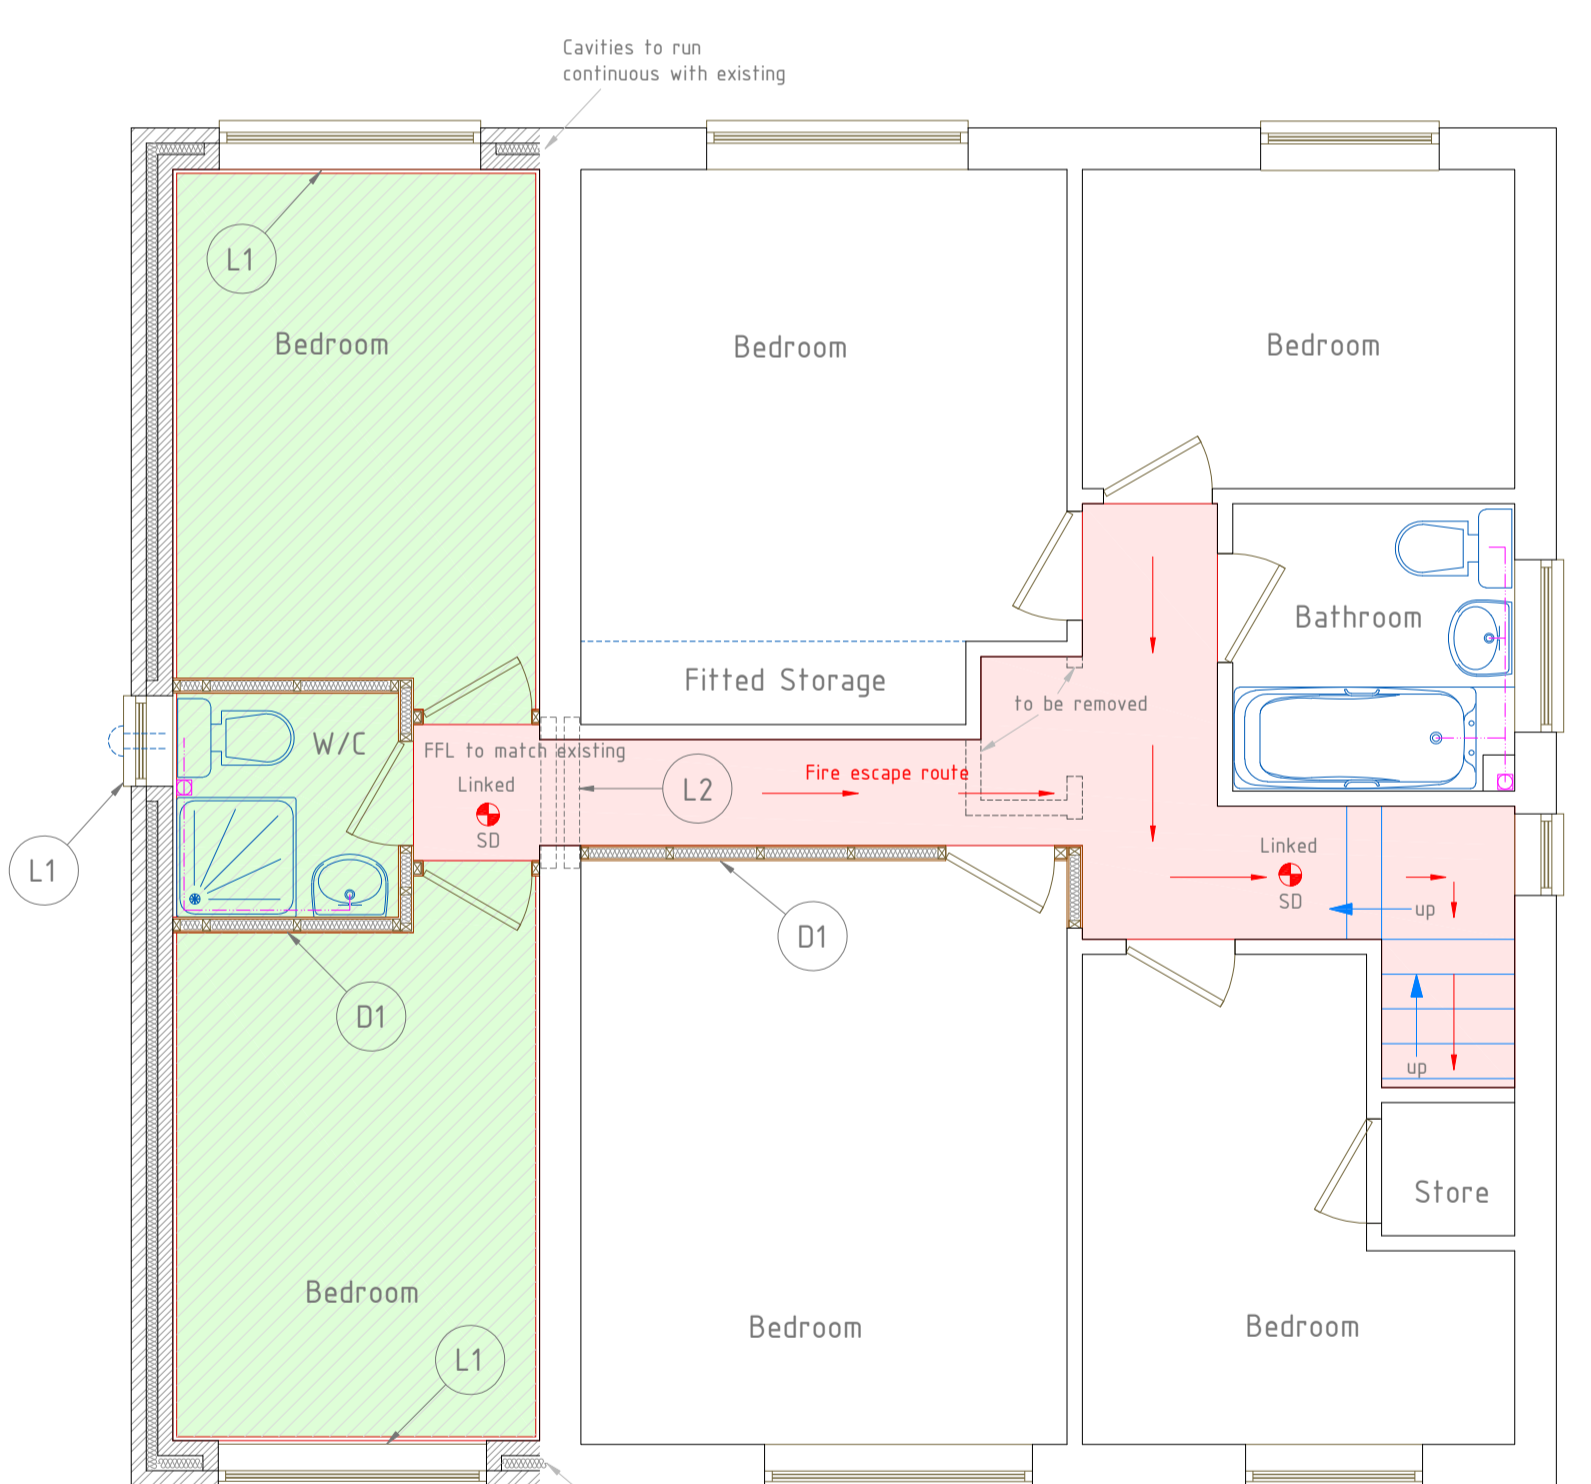 Cavities to run
continuous with existing
L1
Bedroom
Bedroom
Bedroom
Bathroom
Fitted Storage
to be removed
W/C
FFL to match existing
Linked
SD
L2
Fire escape route
L1
D1
Linked
SD
up
D1
up
Store
Bedroom
L1
Bedroom
Bedroom